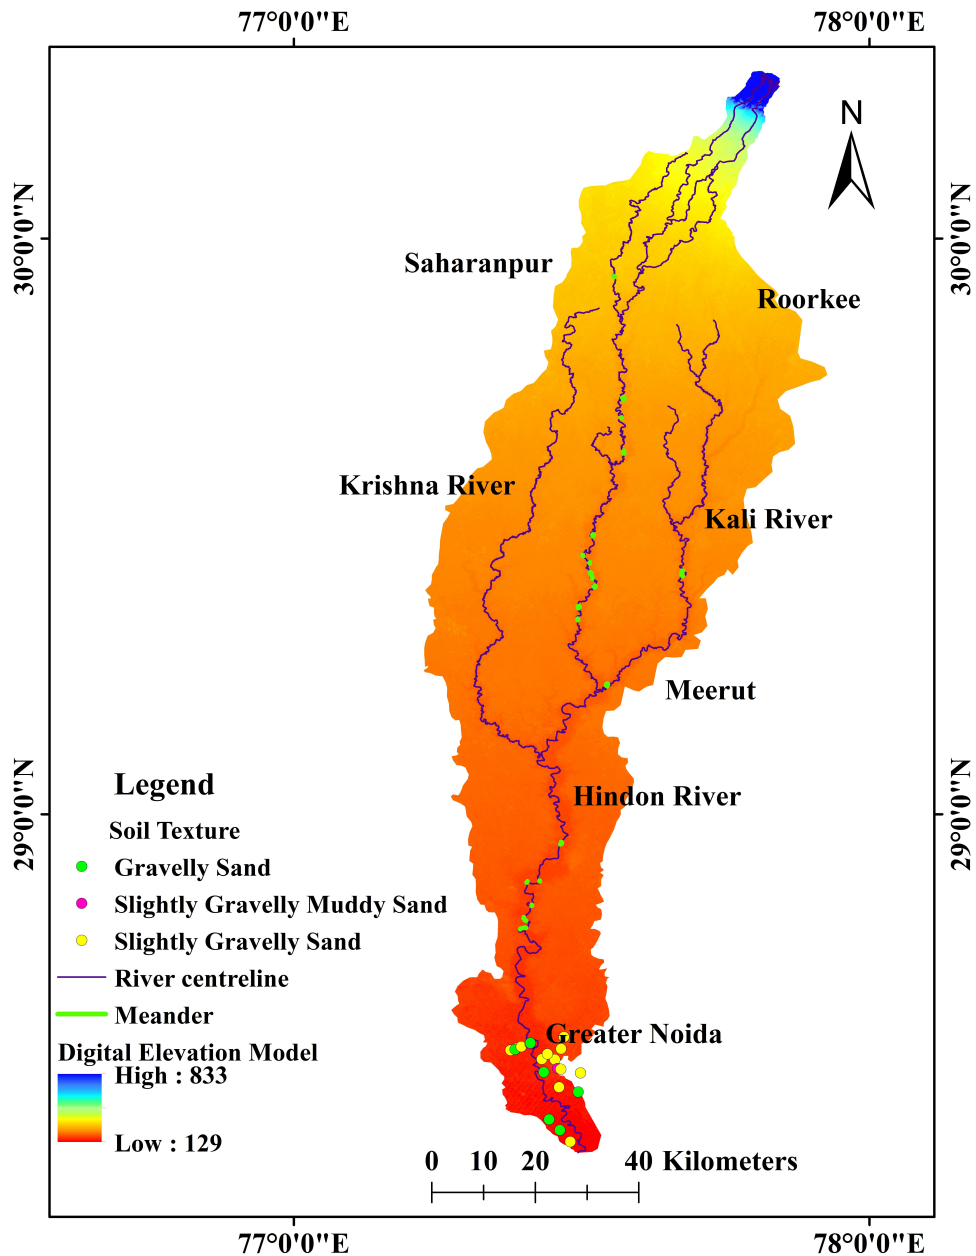 77°0'0"E
78°0'0"E
N
30°0'0"N
30°0'0"N
Saharanpur
Roorkee
Krishna River
Kali River
Meerut
29°0'0"N
29°0'0"N
Hindon River
Legend
Soil Texture
Gravelly Sand
Slightly Gravelly Muddy Sand
Slightly Gravelly Sand
River centreline
Meander
Digital Elevation Model
High : 833
Low : 129
Greater Noida
0 10 20 40 Kilometers
77°0'0"E
78°0'0"E